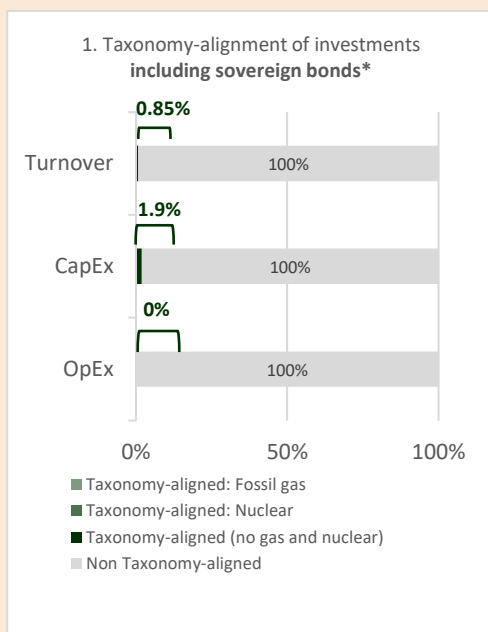 1. Taxonomy-alignment of investments
including sovereign bonds*
0.85%
Turnover
100%
1.9%
CapEx
100%
0%
OpEx
100%
0% 50% 100%
Taxonomy-aligned: Fossil gas
Taxonomy-aligned: Nuclear
Taxonomy-aligned (no gas and nuclear)
Non Taxonomy-aligned